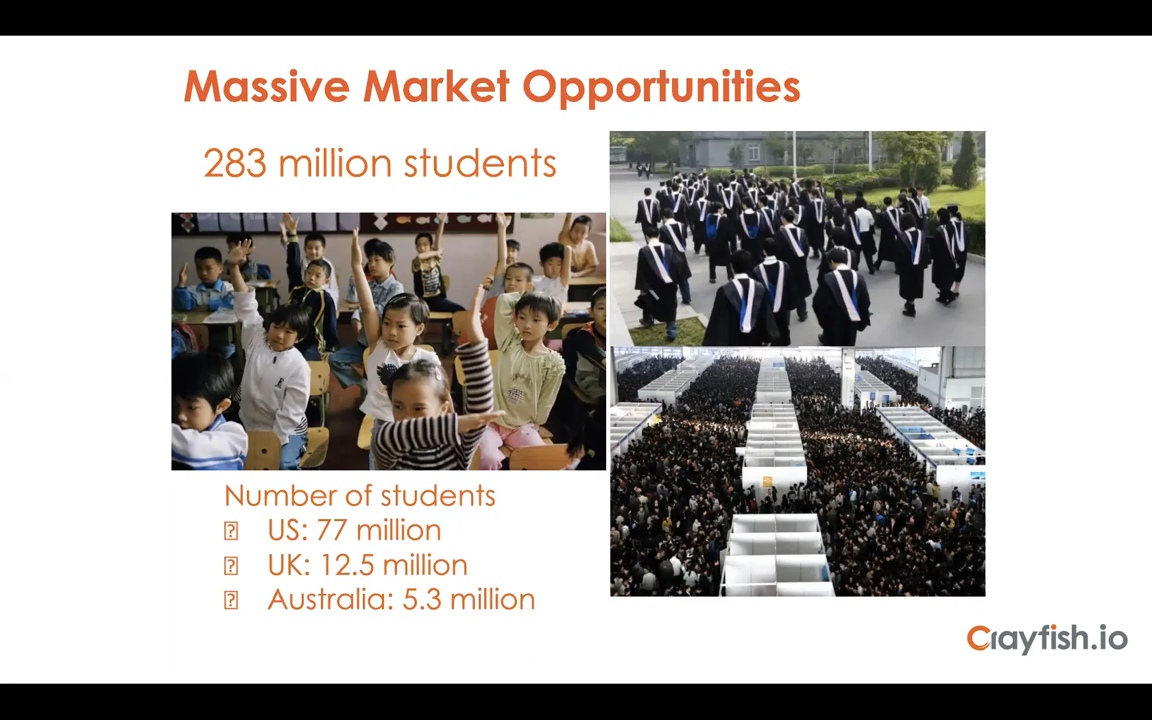 Massive Market Opportunities
283 million students
Number of students
US: 77 million
UK: 12.5 million
Australia: 5.3 million
Crayfish.io